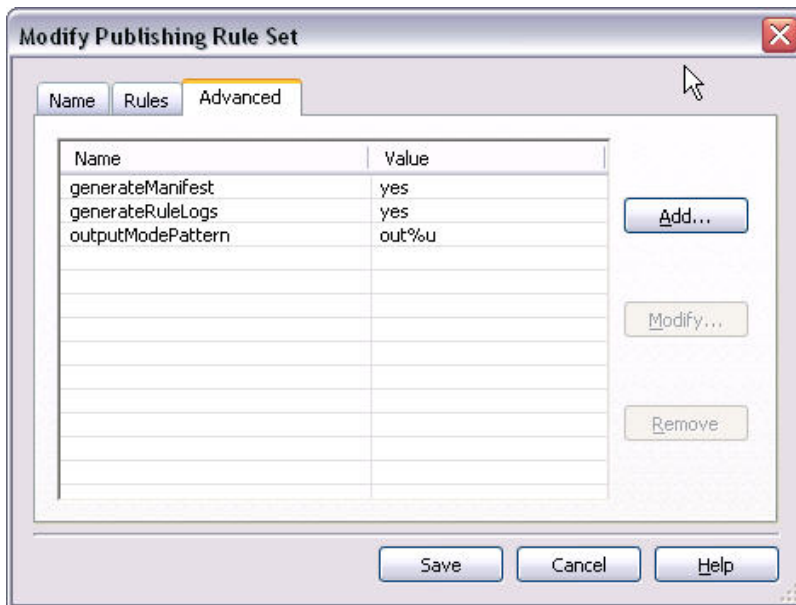 Modify Publishing Rule Set
Name Rules Advanced
Name Value
generateManifest yes
generateRuleLogs yes
outputModePattern out%u
Add...
Modify...
Remove
Save Cancel Help